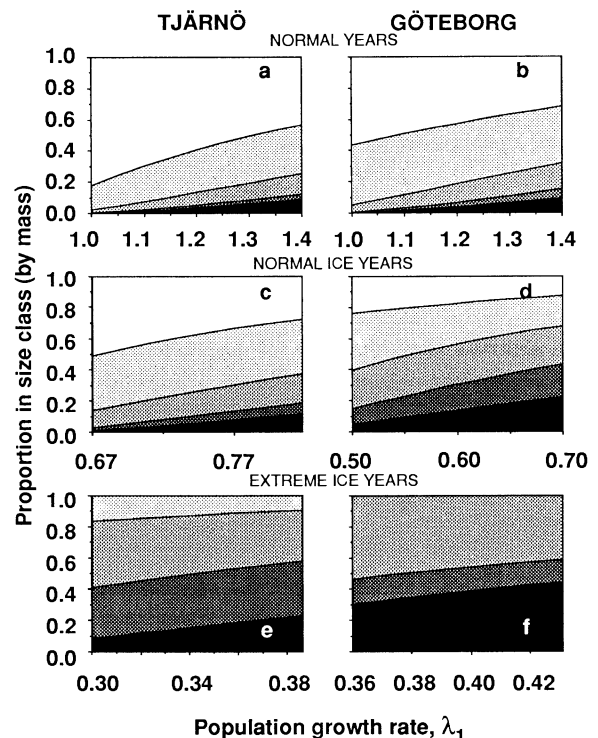 TJÄRNÖ GÖTEBORG
NORMAL YEARS
a b
1.0
0.8
0.6
0.4
0.2
0.0
1.0 1.1 1.2 1.3 1.4 1.0 1.1 1.2 1.3 1.4
NORMAL ICE YEARS
c d
1.0
0.8
0.6
0.4
0.2
0.0
0.67 0.77 0.50 0.60 0.70
EXTREME ICE YEARS
1.0
0.8
0.6
0.4
0.2
0.0
e f
0.30 0.34 0.38 0.36 0.38 0.40 0.42
Proportion in size class (by mass)
Population growth rate, λ₁